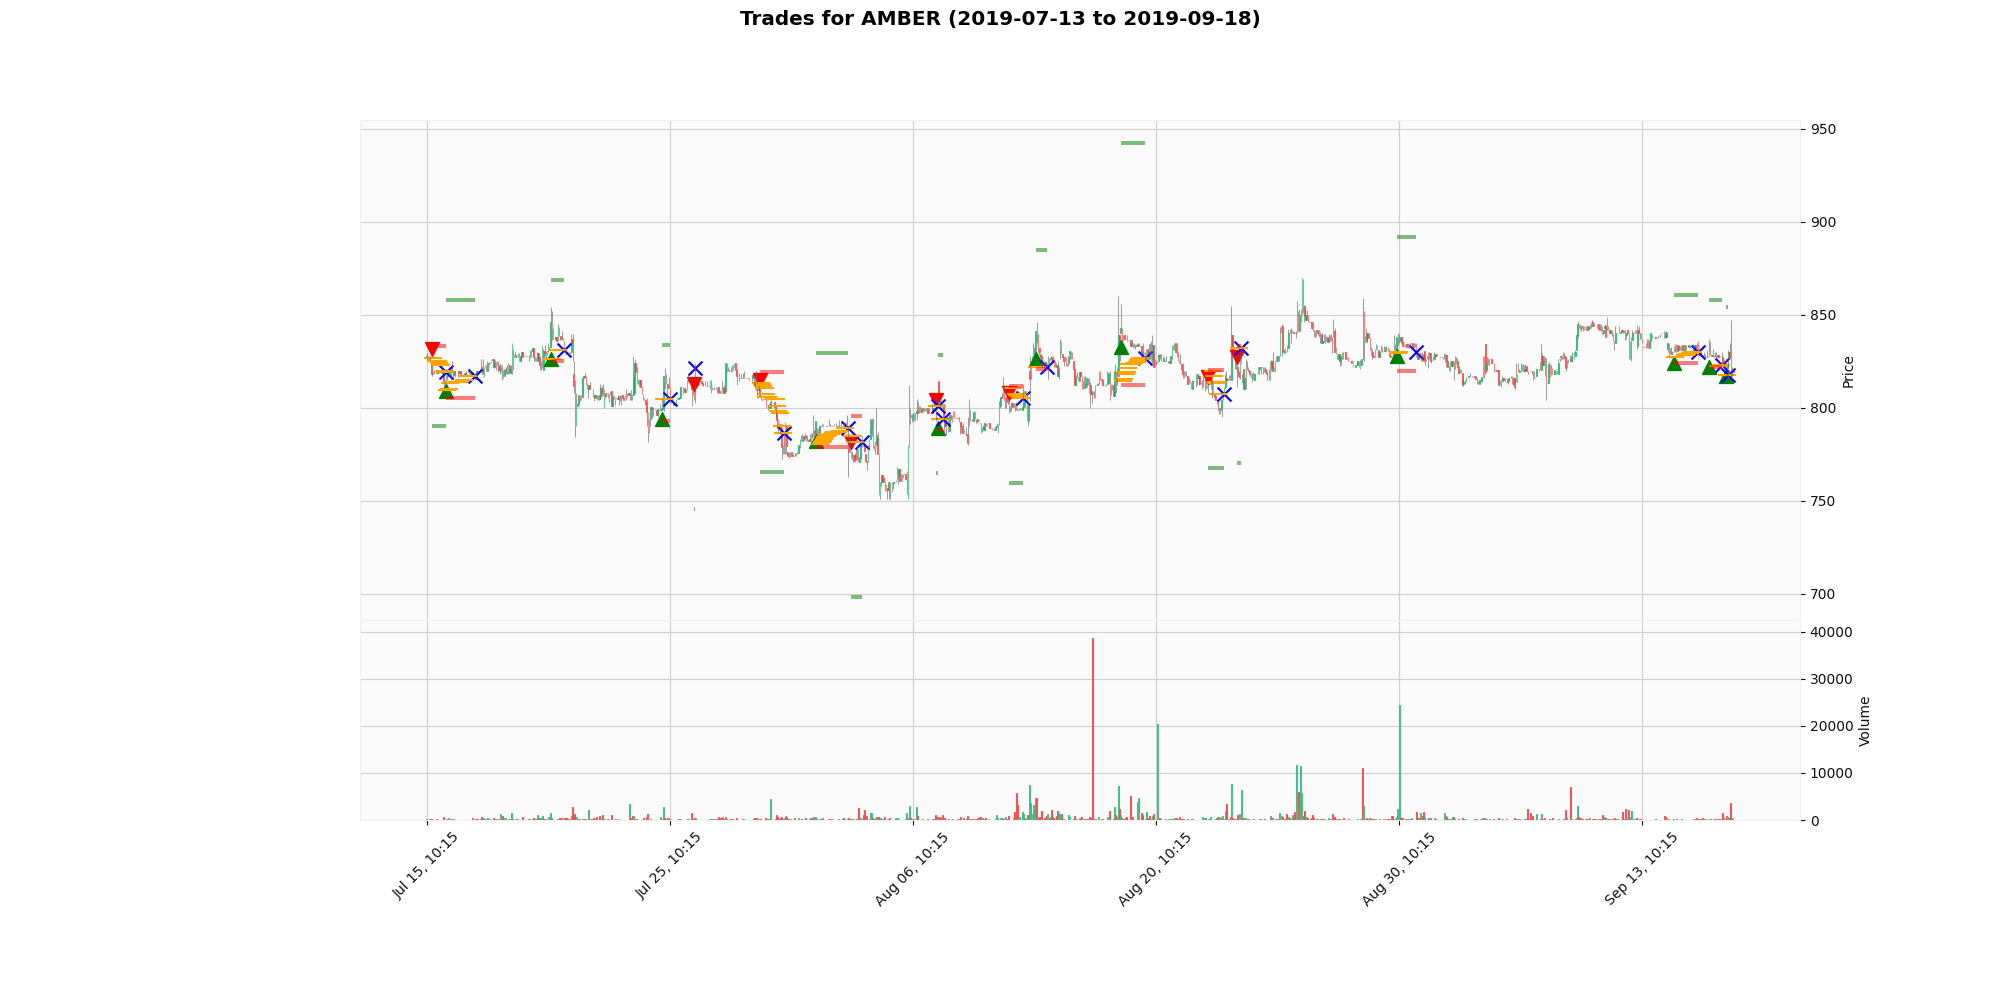 Trades for AMBER (2019-07-13 to 2019-09-18)
950
900
850
800
750
700
Price
40000
30000
20000
10000
0
Volume
Jul 15, 10:15
Jul 25, 10:15
Aug 06, 10:15
Aug 20, 10:15
Aug 30, 10:15
Sep 13, 10:15